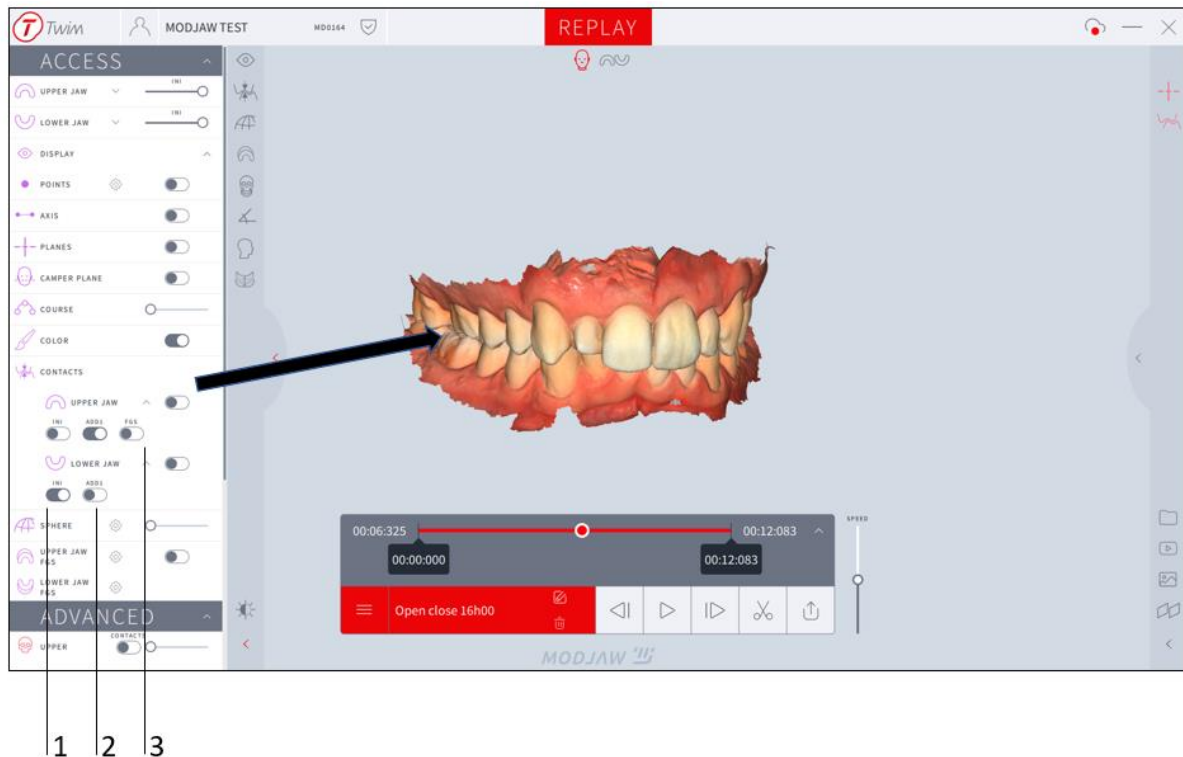 Twim
MODJAW TEST
MD0164
REPLAY
ACCESS
UPPER JAW
INI
LOWER JAW
INI
DISPLAY
POINTS
AXIS
PLANES
CAMPER PLANE
COURSE
COLOR
CONTACTS
UPPER JAW
INI ADD1 FGS
LOWER JAW
INI ADD1
SPHERE
UPPER JAW
FGS
LOWER JAW
FGS
ADVANCED
UPPER
CONTACTS
00:06:325
00:12:083
SPEED
00:00:000
00:12:083
Open close 16h00
MODJAW
1 2 3